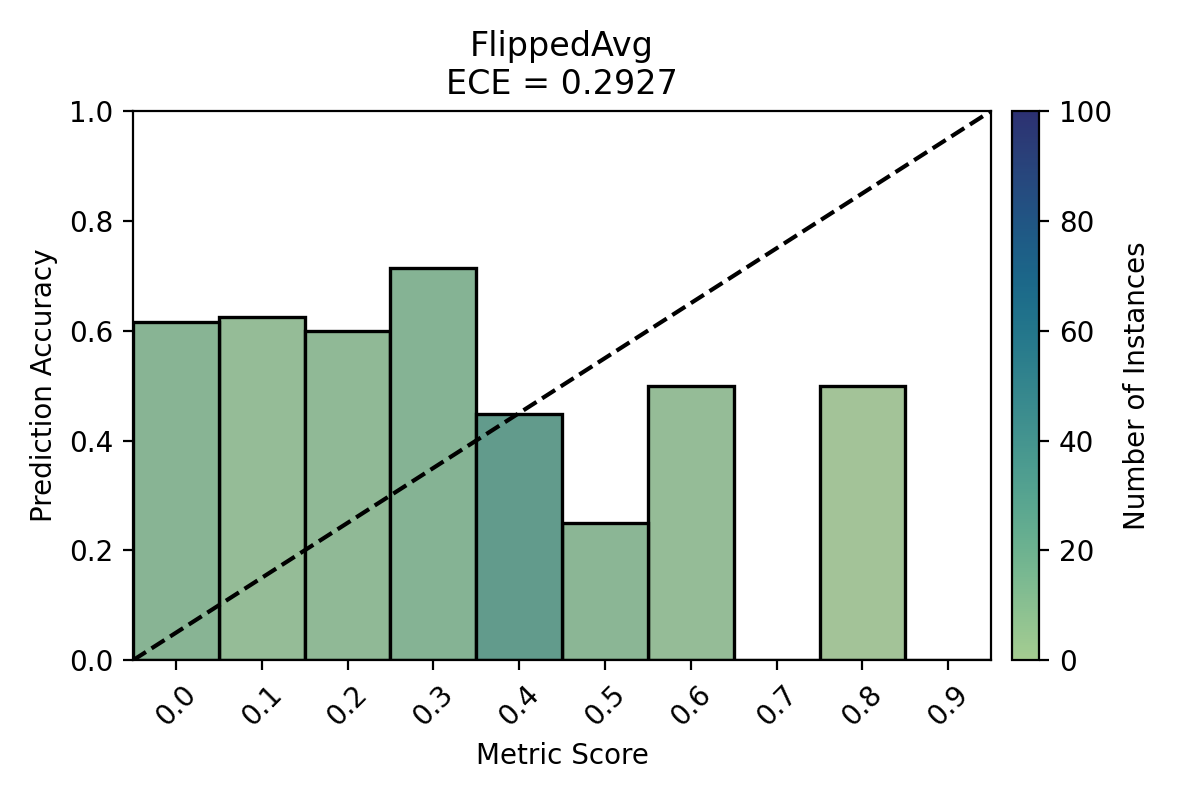 FlippedAvg
ECE = 0.2927
1.0
0.8
0.6
0.4
0.2
0.0
Prediction Accuracy
0.0 0.1 0.2 0.3 0.4 0.5 0.6 0.7 0.8 0.9
Metric Score
100
80
60
40
20
0
Number of Instances